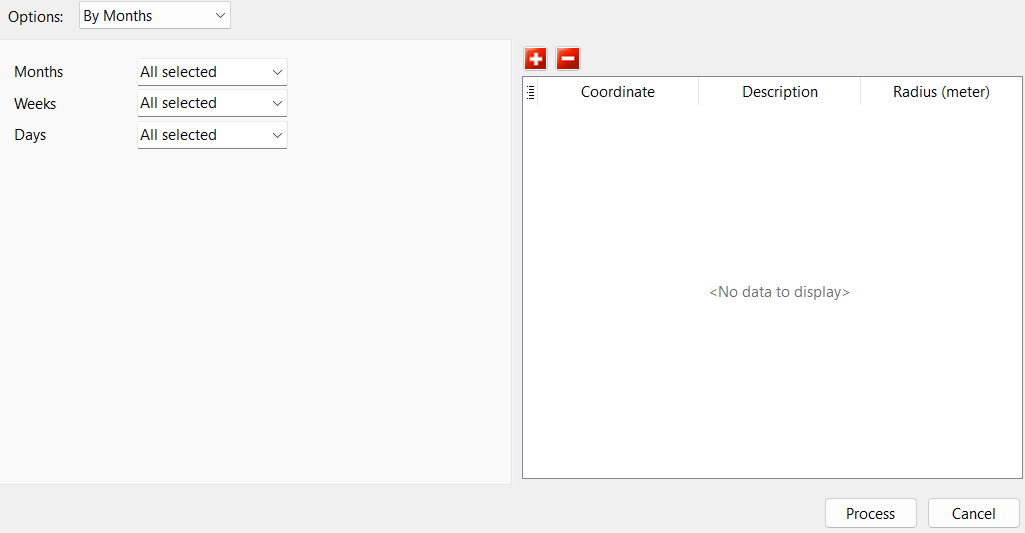 Options: By Months
Months All selected
Weeks All selected
Days All selected
Coordinate Description Radius (meter)
<No data to display>
Process Cancel